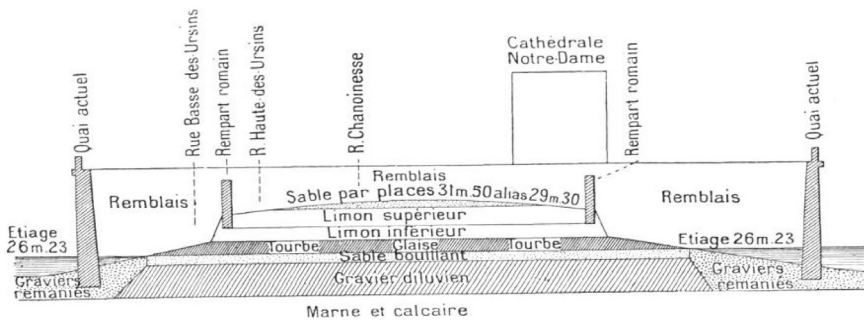 Quai actuel
Rue Basse des Ursins
Rempart romain
R. Haute des Ursins
R. Chanoinesse
Cathédrale
Notre-Dame
Rempart romain
Quai actuel
Remblais
Remblais
Remblais
Sable par places 31m.50 alias 29m.30
Limon supérieur
Limon inférieur
Etiage
26m.23
Etiage 26m.23
Tourbe
Glaise
Tourbe
Sable bouillant
Graviers
remaniés
Gravier diluvien
Graviers
remaniés
Marne et calcaire